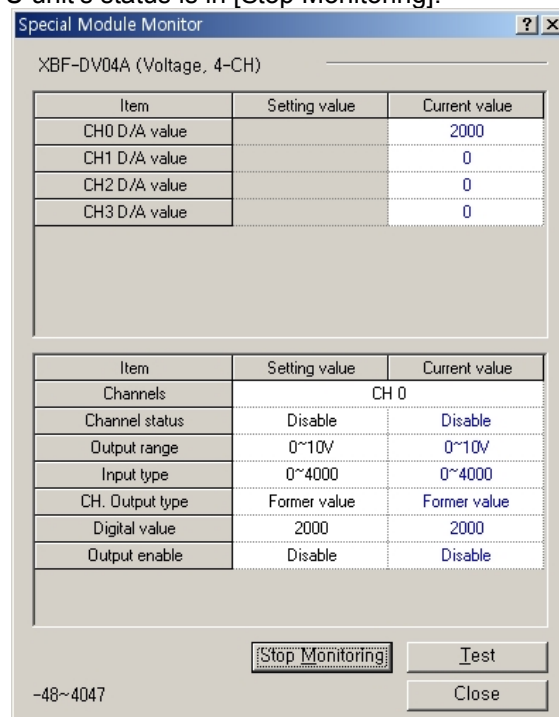 C unit's status is in [Stop Monitoring].
Special Module Monitor
XBF-DV04A (Voltage, 4-CH)
Item Setting value Current value
CH0 D/A value 2000
CH1 D/A value 0
CH2 D/A value 0
CH3 D/A value 0
Item Setting value Current value
Channels CH 0
Channel status Disable Disable
Output range 0~10V 0~10V
Input type 0~4000 0~4000
CH. Output type Former value Former value
Digital value 2000 2000
Output enable Disable Disable
Stop Monitoring Test
-48~4047 Close